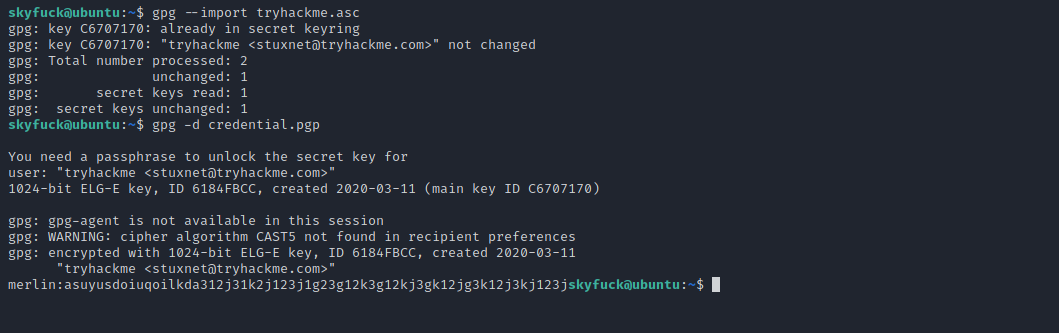 skyfuck@ubuntu:~$ gpg --import tryhackme.asc
gpg: key C6707170: already in secret keyring
gpg: key C6707170: "tryhackme <stuxnet@tryhackme.com>" not changed
gpg: Total number processed: 2
gpg:              unchanged: 1
gpg:       secret keys read: 1
gpg:  secret keys unchanged: 1
skyfuck@ubuntu:~$ gpg -d credential.pgp
You need a passphrase to unlock the secret key for
user: "tryhackme <stuxnet@tryhackme.com>"
1024-bit ELG-E key, ID 6184FBCC, created 2020-03-11 (main key ID C6707170)
gpg: gpg-agent is not available in this session
gpg: WARNING: cipher algorithm CAST5 not found in recipient preferences
gpg: encrypted with 1024-bit ELG-E key, ID 6184FBCC, created 2020-03-11
      "tryhackme <stuxnet@tryhackme.com>"
merlin:asuyusdoiuqoilkda312j31k2j123j1g23g12k3g12kj3gk12jg3k12j3kj123jskyfuck@ubuntu:~$